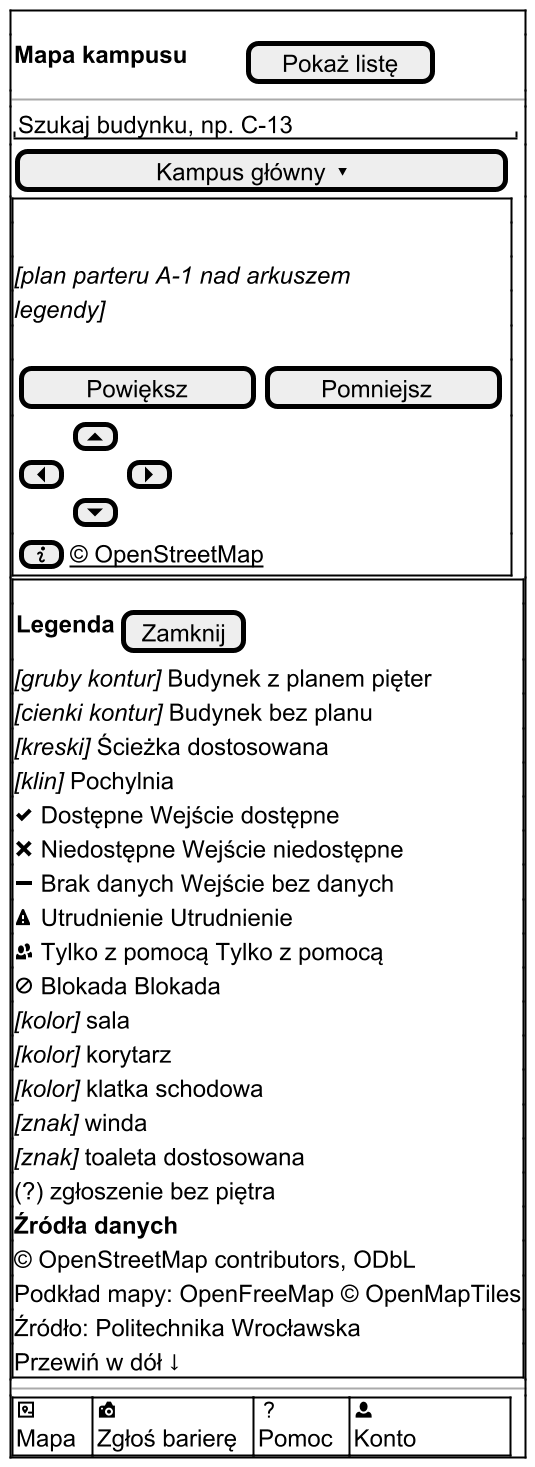 Mapa kampusu Pokaż listę
Szukaj budynku, np. C-13
Kampus główny ▾
[plan parteru A-1 nad arkuszem
legendy]
Powiększ Pomniejsz
i © OpenStreetMap
Legenda Zamknij
[gruby kontur] Budynek z planem pięter
[cienki kontur] Budynek bez planu
[kreski] Ścieżka dostosowana
[klin] Pochylnia
Dostępne Wejście dostępne
Niedostępne Wejście niedostępne
Brak danych Wejście bez danych
Utrudnienie Utrudnienie
Tylko z pomocą Tylko z pomocą
Blokada Blokada
[kolor] sala
[kolor] korytarz
[kolor] klatka schodowa
[znak] winda
[znak] toaleta dostosowana
(?) zgłoszenie bez piętra
Źródła danych
© OpenStreetMap contributors, ODbL
Podkład mapy: OpenFreeMap © OpenMapTiles
Źródło: Politechnika Wrocławska
Przewiń w dół ↓
?
Mapa Zgłoś barierę Pomoc Konto